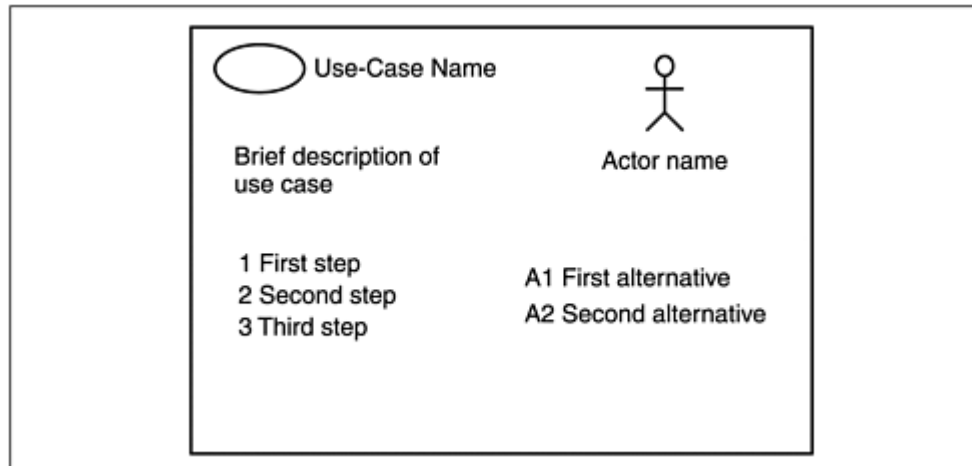 Use-Case Name
Actor name
Brief description of
use case
1 First step
2 Second step
3 Third step
A1 First alternative
A2 Second alternative